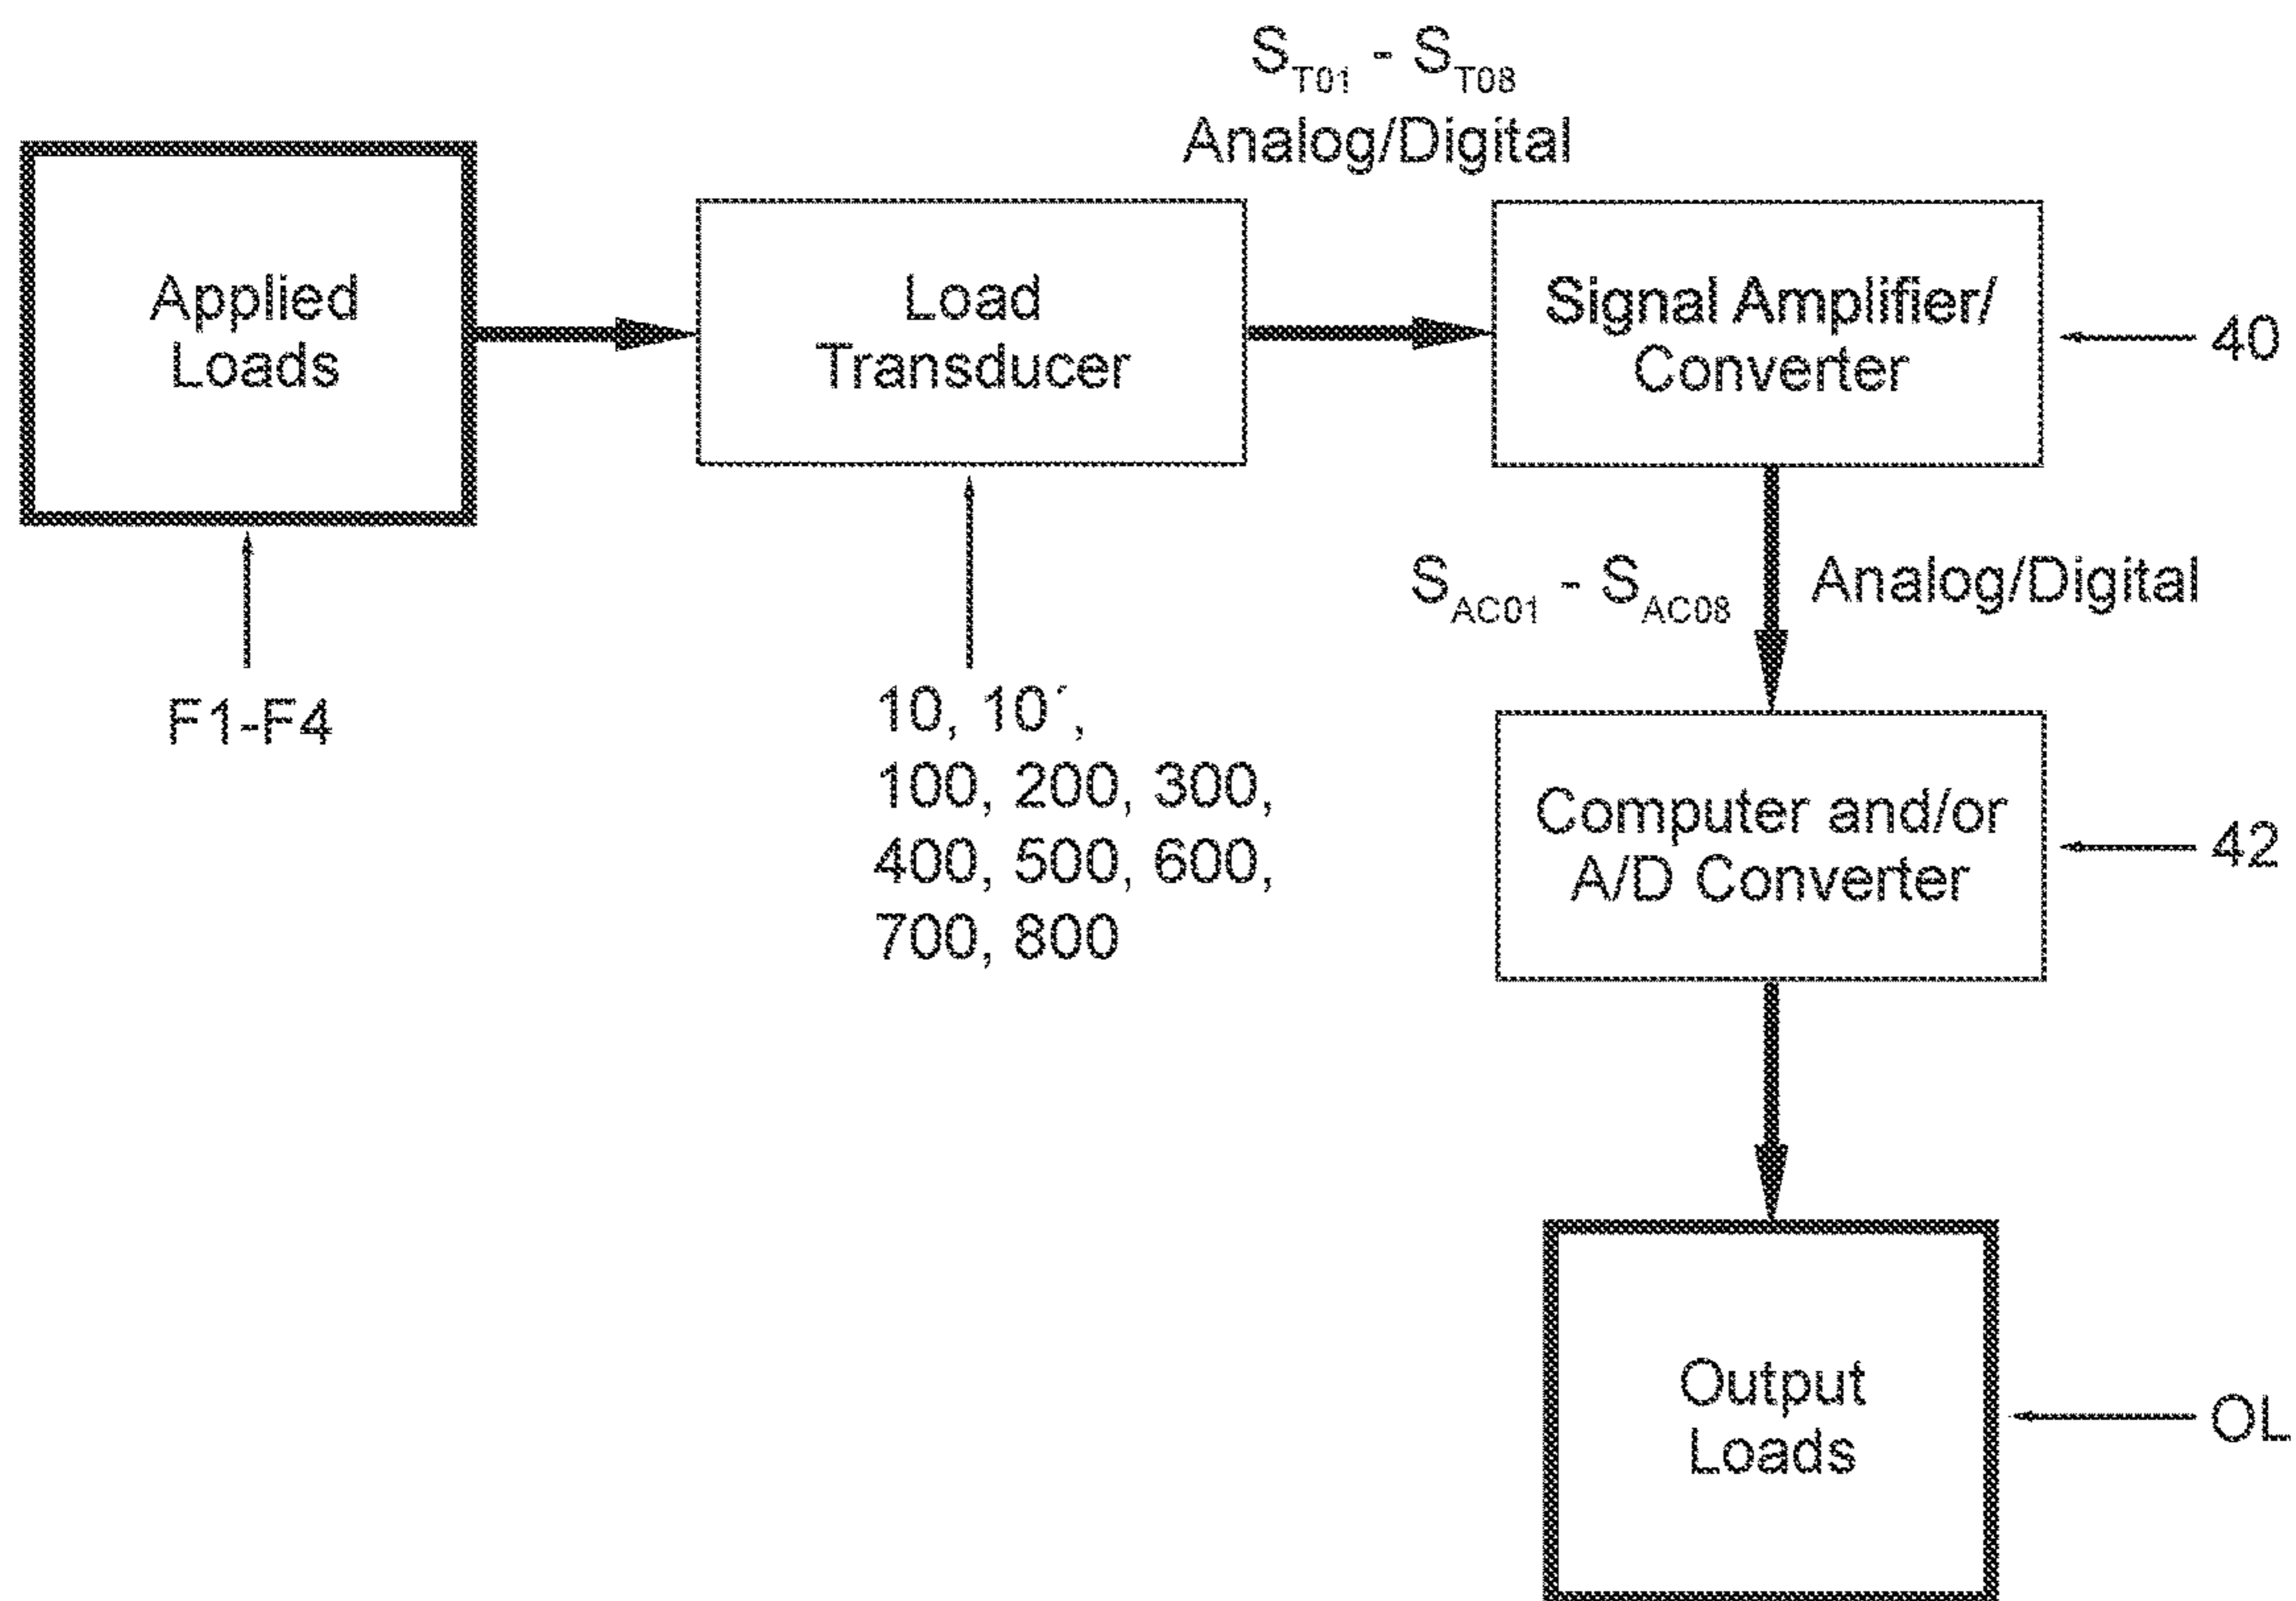 S_T01 - S_T08
Analog/Digital
Applied
Loads
Load
Transducer
Signal Amplifier/
Converter
40
F1-F4
10, 10´,
100, 200, 300,
400, 500, 600,
700, 800
S_AC01 - S_AC08
Analog/Digital
Computer and/or
A/D Converter
42
Output
Loads
OL